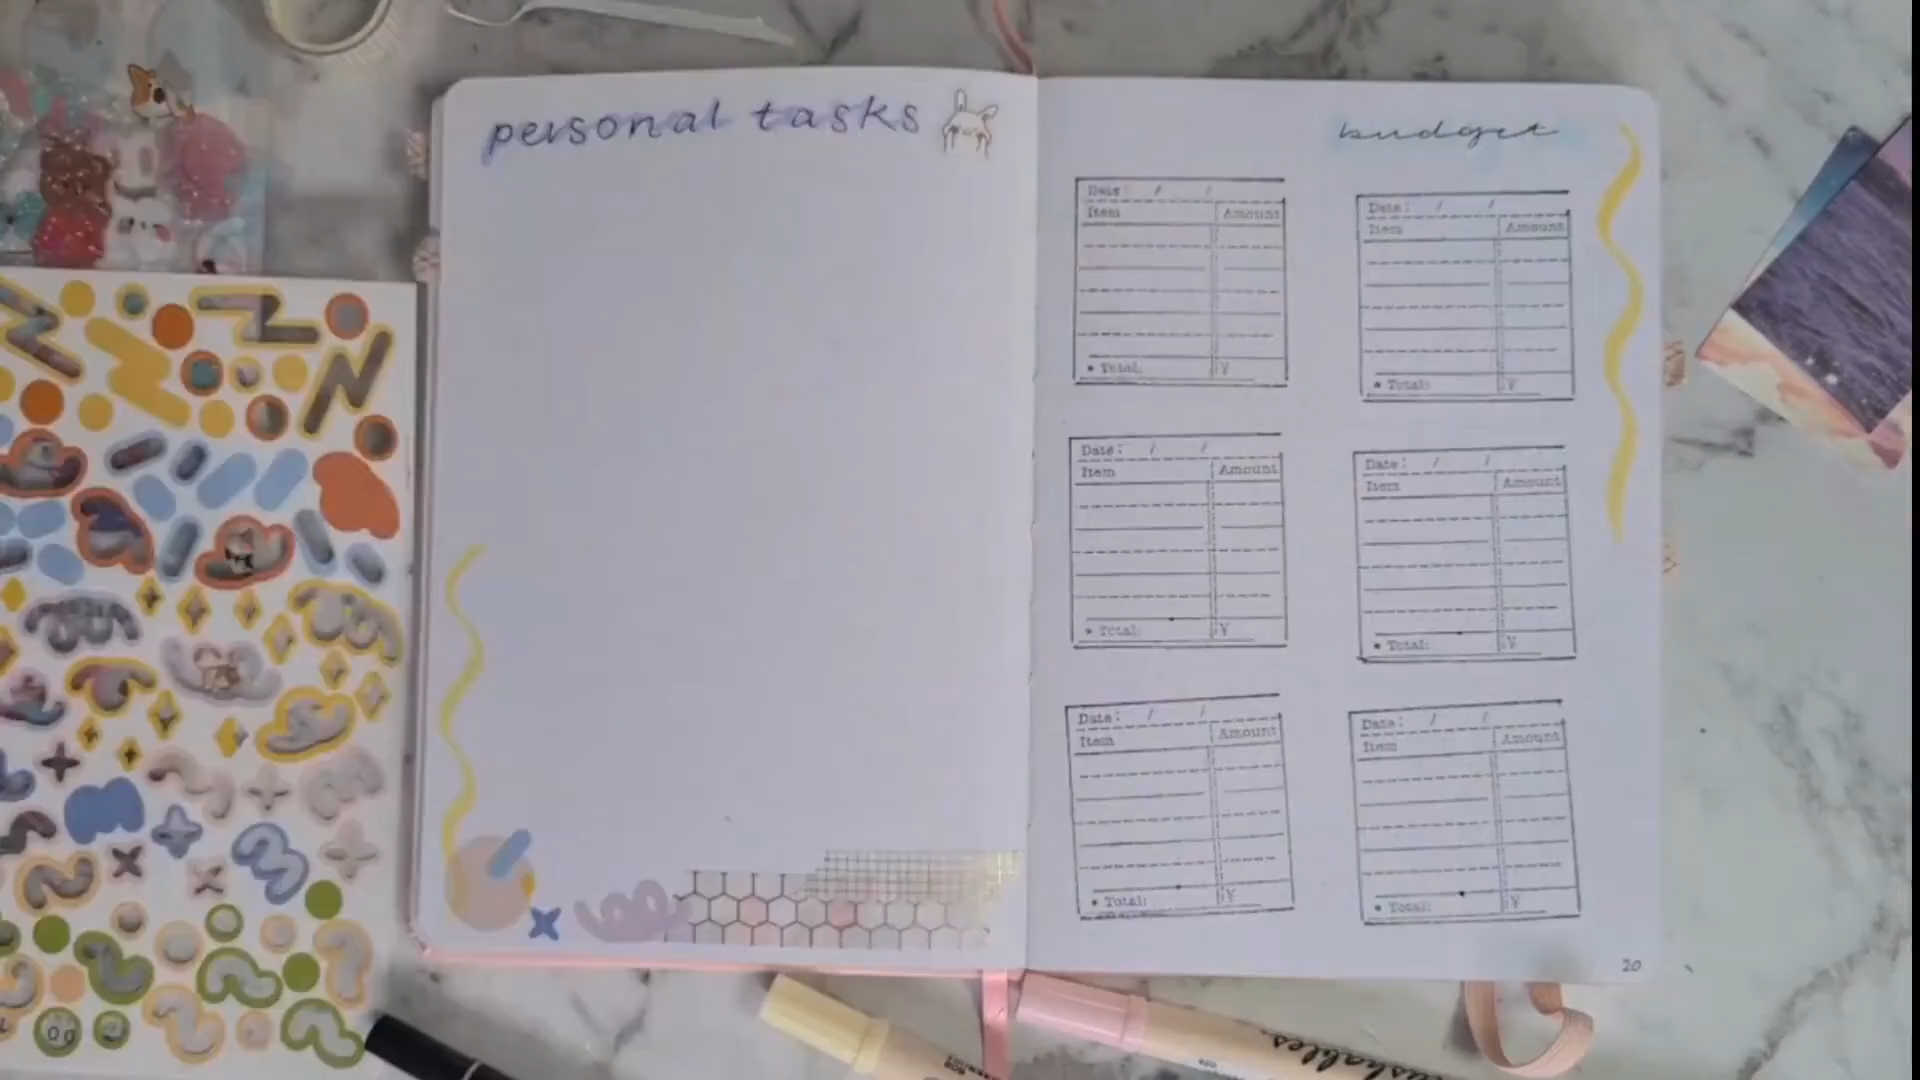 personal tasks
budget
Date: / /
Item Amount
Total: ¥
Date: / /
Item Amount
Total: ¥
Date: / /
Item Amount
Total: ¥
Date: / /
Item Amount
Total: ¥
Date: / /
Item Amount
Total: ¥
Date: / /
Item Amount
Total: ¥
20